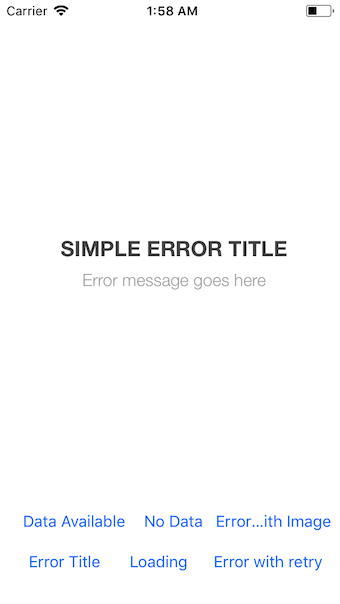 Carrier 1:58 AM
SIMPLE ERROR TITLE
Error message goes here
Data Available No Data Error...ith Image
Error Title Loading Error with retry